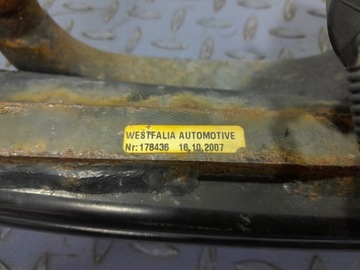 WESTFALIA AUTOMOTIVE
Nr: 178436 16.10.2007